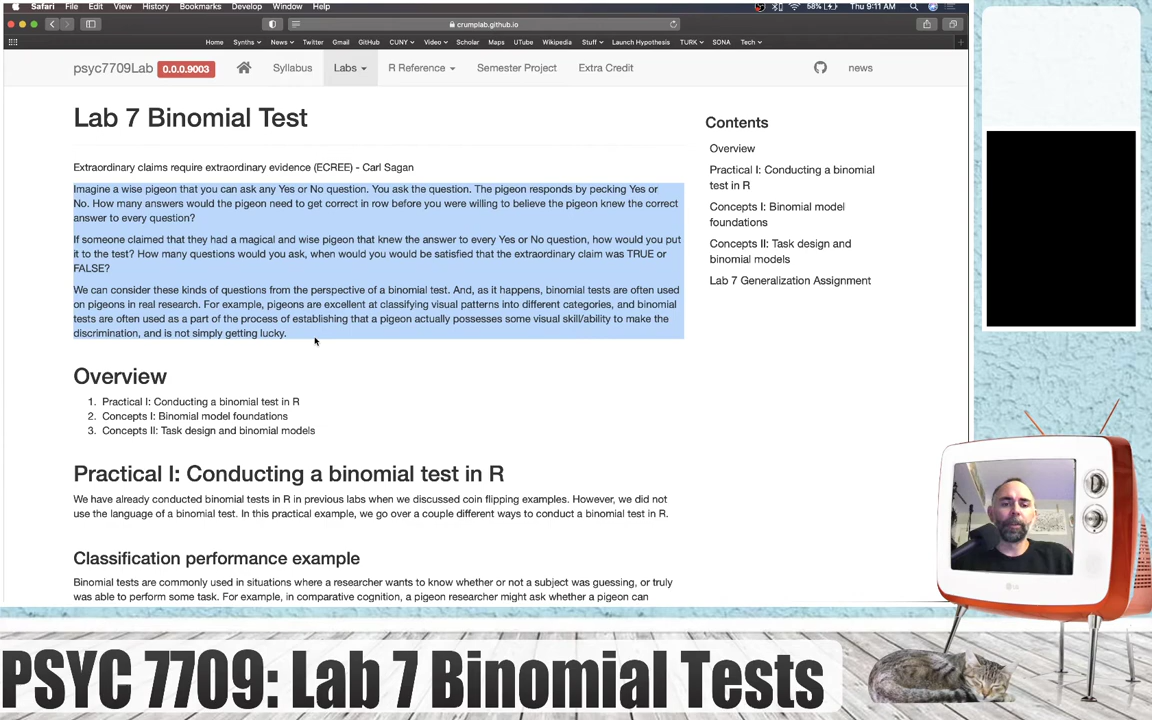 Safari File Edit View History Bookmarks Develop Window Help 58% Thu 9:11 AM
crumplab.github.io
Home Synths News Twitter Gmail GitHub CUNY Video Scholar Maps UTube Wikipedia Stuff Launch Hypothesis TURK SONA Tech
psyc7709Lab 0.0.0.9003 Syllabus Labs R Reference Semester Project Extra Credit news
Lab 7 Binomial Test
Extraordinary claims require extraordinary evidence (ECREE) - Carl Sagan
Imagine a wise pigeon that you can ask any Yes or No question. You ask the question. The pigeon responds by pecking Yes or
No. How many answers would the pigeon need to get correct in row before you were willing to believe the pigeon knew the correct
answer to every question?
If someone claimed that they had a magical and wise pigeon that knew the answer to every Yes or No question, how would you put
it to the test? How many questions would you ask, when would you would be satisfied that the extraordinary claim was TRUE or
FALSE?
We can consider these kinds of questions from the perspective of a binomial test. And, as it happens, binomial tests are often used
on pigeons in real research. For example, pigeons are excellent at classifying visual patterns into different categories, and binomial
tests are often used as a part of the process of establishing that a pigeon actually possesses some visual skill/ability to make the
discrimination, and is not simply getting lucky.
Overview
1. Practical I: Conducting a binomial test in R
2. Concepts I: Binomial model foundations
3. Concepts II: Task design and binomial models
Practical I: Conducting a binomial test in R
We have already conducted binomial tests in R in previous labs when we discussed coin flipping examples. However, we did not
use the language of a binomial test. In this practical example, we go over a couple different ways to conduct a binomial test in R.
Classification performance example
Binomial tests are commonly used in situations where a researcher wants to know whether or not a subject was guessing, or truly
was able to perform some task. For example, in comparative cognition, a pigeon researcher might ask whether a pigeon can
Contents
Overview
Practical I: Conducting a binomial
test in R
Concepts I: Binomial model
foundations
Concepts II: Task design and
binomial models
Lab 7 Generalization Assignment
LG
PSYC 7709: Lab 7 Binomial Tests